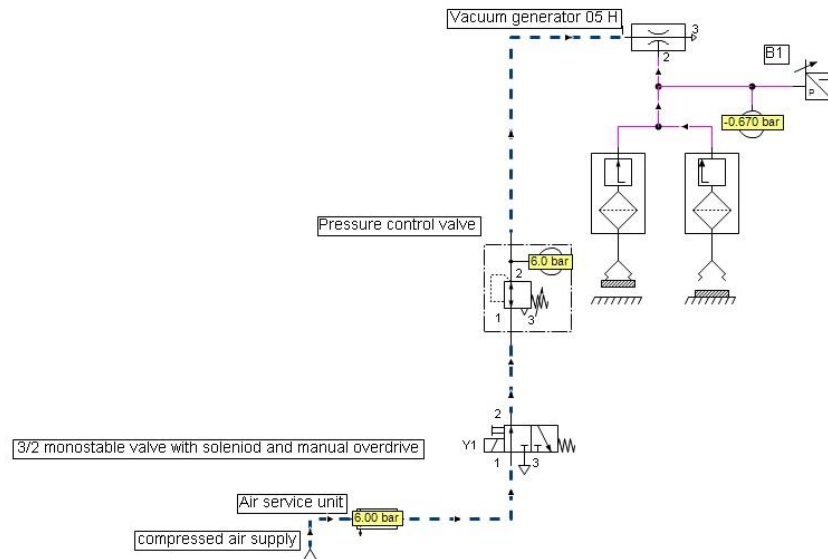 Vacuum generator 05 H
3
2
B1
P
-0.670 bar
Pressure control valve
6.0 bar
2
1
3
2
3/2 monostable valve with soleniod and manual overdrive
Y1
1
3
Air service unit
6.00 bar
compressed air supply